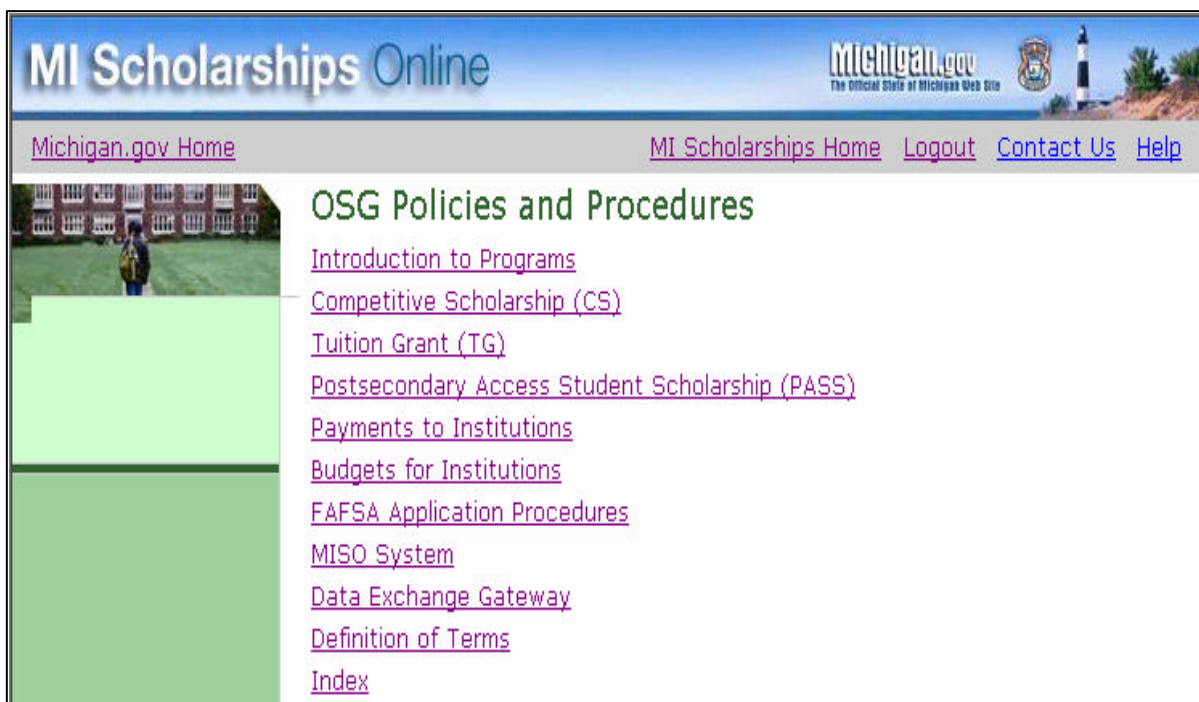 MI Scholarships Online
Michigan.gov
The Official State of Michigan Web Site
Michigan.gov Home MI Scholarships Home Logout Contact Us Help
OSG Policies and Procedures
Introduction to Programs
Competitive Scholarship (CS)
Tuition Grant (TG)
Postsecondary Access Student Scholarship (PASS)
Payments to Institutions
Budgets for Institutions
FAFSA Application Procedures
MISO System
Data Exchange Gateway
Definition of Terms
Index